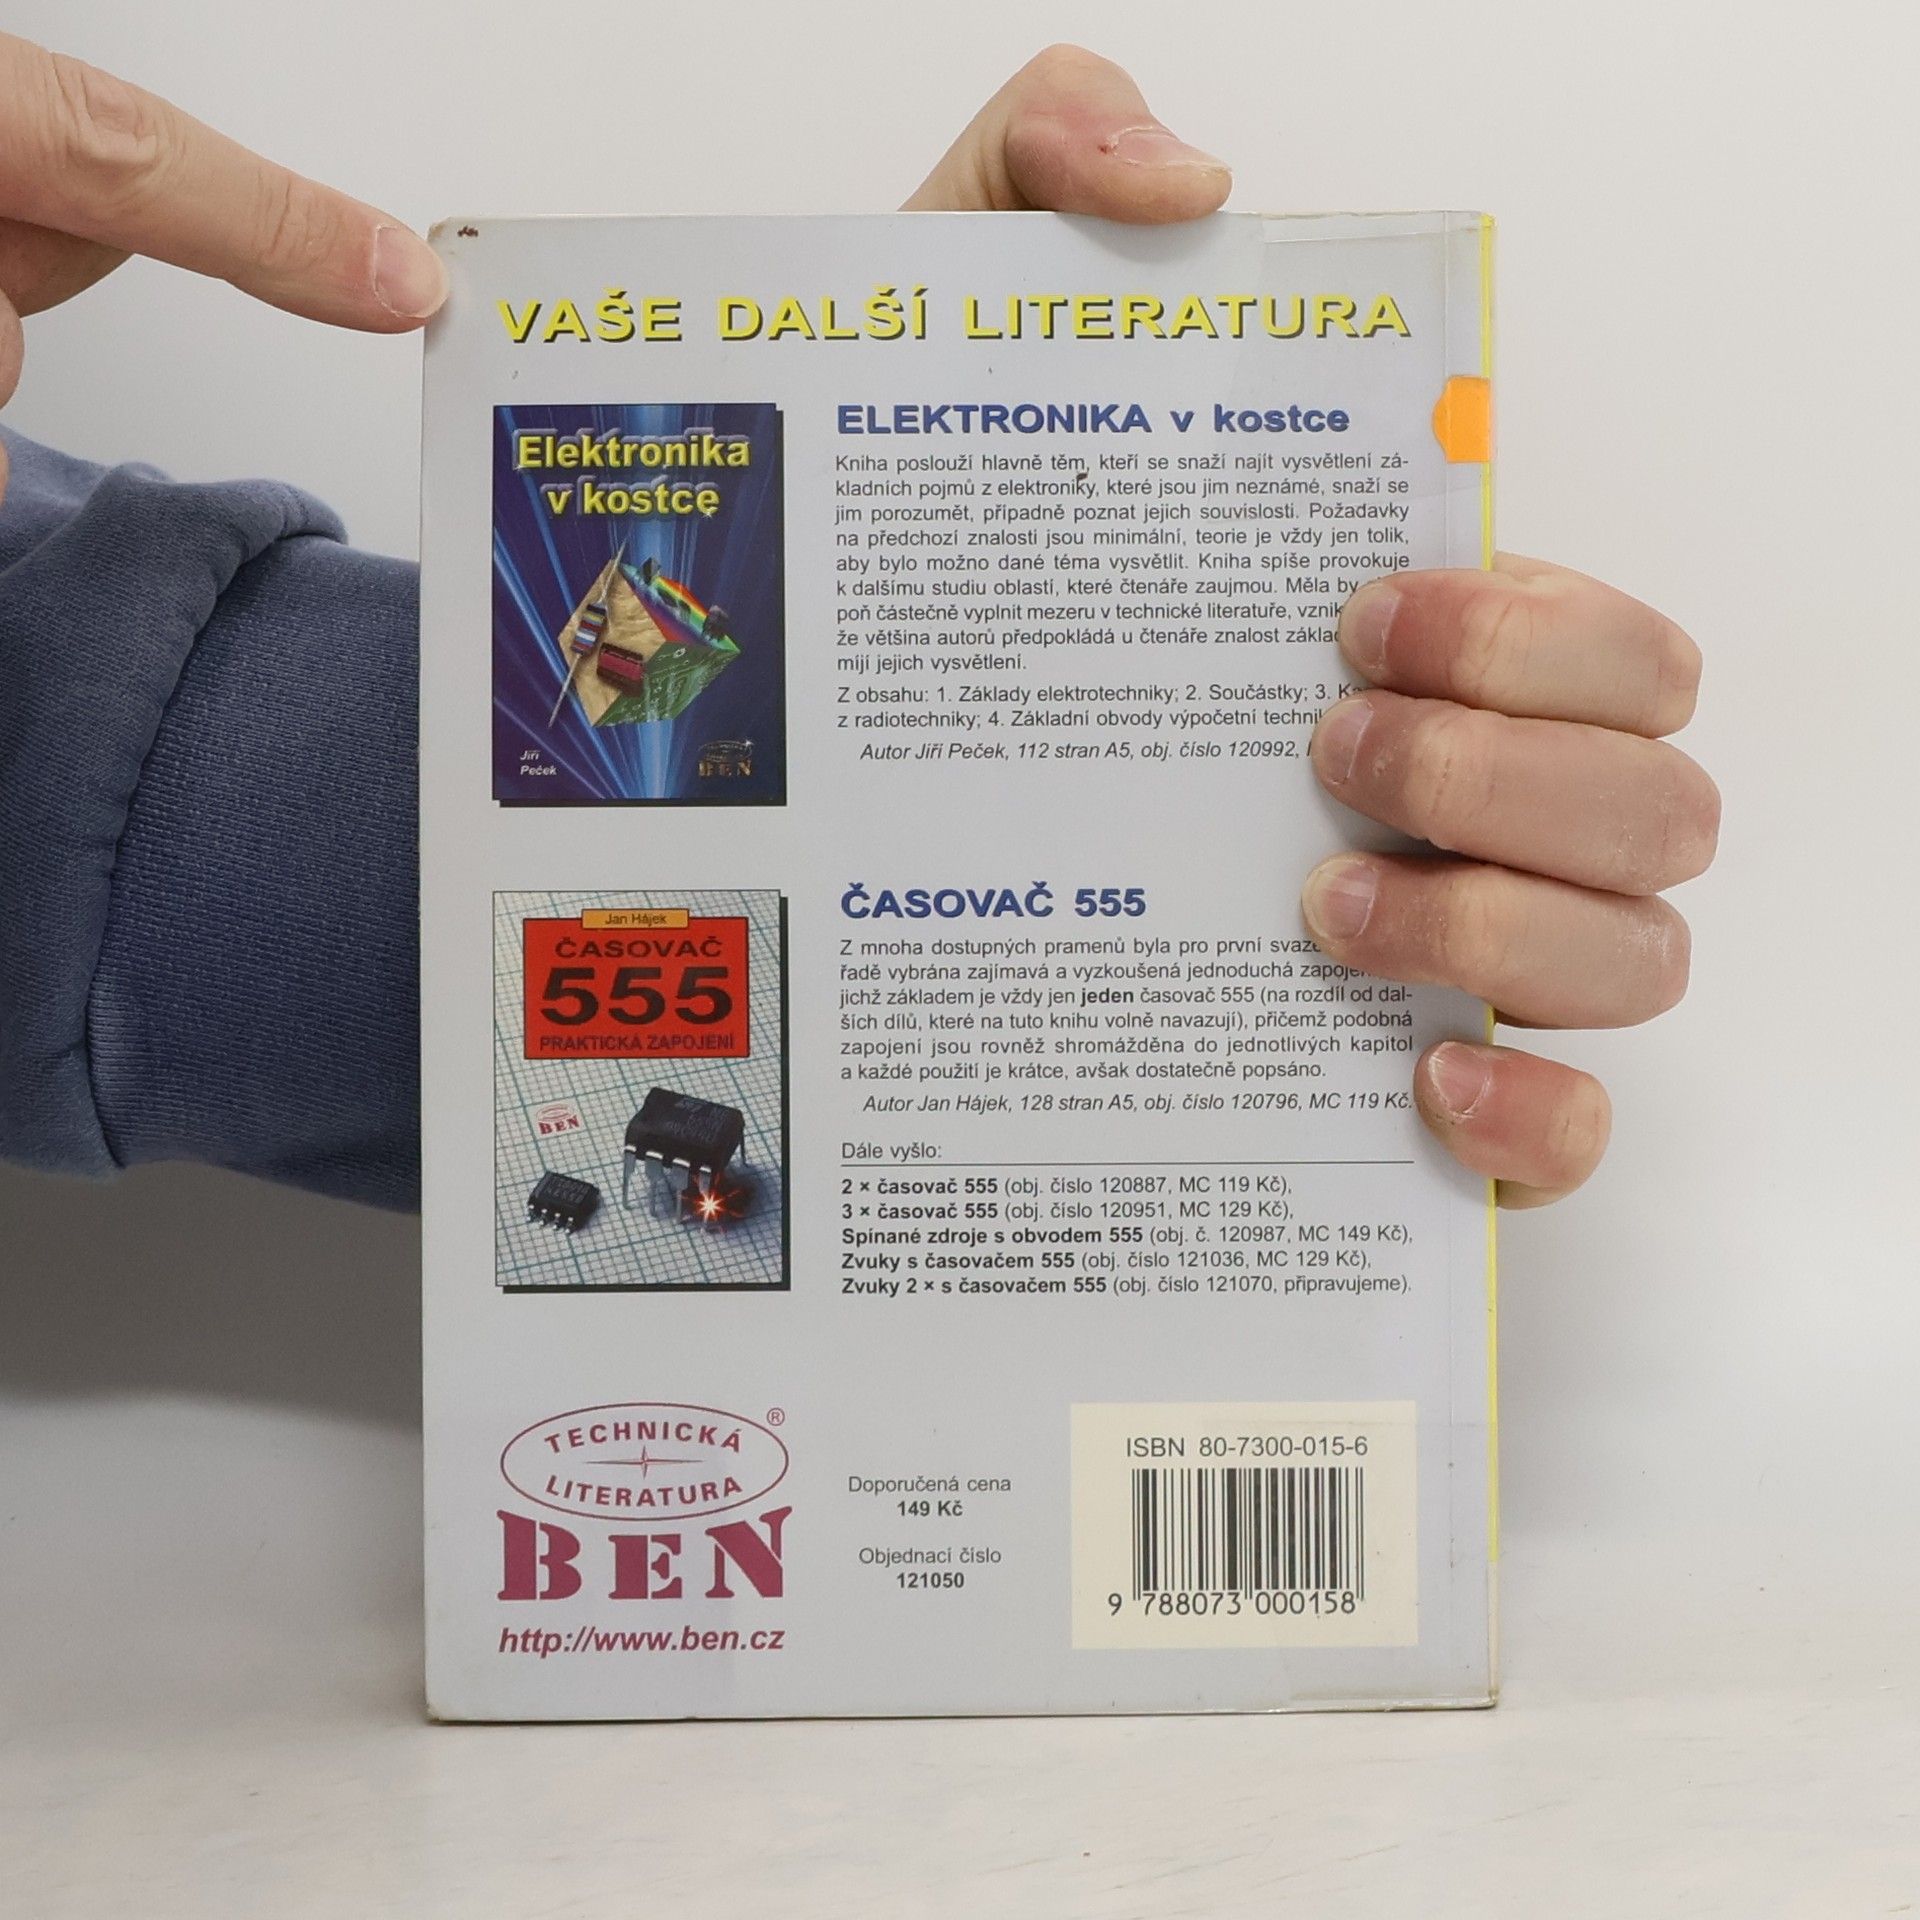 VAŠE DALŠÍ LITERATURA
Elektronika
v kostce
Jiří
Peček
BEN
ELEKTRONIKA v kostce
Kniha poslouží hlavně těm, kteří se snaží najít vysvětlení zá-
kladních pojmů z elektroniky, které jsou jim neznámé, snaží se
jim porozumět, případně poznat jejich souvislosti. Požadavky
na předchozí znalosti jsou minimální, teorie je vždy jen tolik,
aby bylo možno dané téma vysvětlit. Kniha spíše provokuje
k dalšímu studiu oblastí, které čtenáře zaujmou. Měla by
poň částečně vyplnit mezeru v technické literatuře,
že většina autorů předpokládá u čtenáře znalost
míjí jejich vysvětlení.
Z obsahu: 1. Základy elektrotechniky; 2. Součástky; 3.
z radiotechniky; 4. Základní obvody výpočetní
Autor Jiří Peček, 112 stran A5, obj. číslo 120992,
Jan Hájek
ČASOVAČ
555
PRAKTICKÁ ZAPOJENÍ
BEN
ČASOVAČ 555
Z mnoha dostupných pramenů byla pro první
řadě vybrána zajímavá a vyzkoušená jednoduchá
jichž základem je vždy jen jeden časovač 555 (na rozdíl od dal-
ších dílů, které na tuto knihu volně navazují), přičemž podobná
zapojení jsou rovněž shromážděna do jednotlivých kapitol
a každé použití je krátce, avšak dostatečně popsáno.
Autor Jan Hájek, 128 stran A5, obj. číslo 120796, MC 119 Kč.
Dále vyšlo:
2 × časovač 555 (obj. číslo 120887, MC 119 Kč),
3 × časovač 555 (obj. číslo 120951, MC 129 Kč),
Spínané zdroje s obvodem 555 (obj. č. 120987, MC 149 Kč),
Zvuky s časovačem 555 (obj. číslo 121036, MC 129 Kč),
Zvuky 2 × s časovačem 555 (obj. číslo 121070, připravujeme).
TECHNICKÁ ®
LITERATURA
BEN
http://www.ben.cz
Doporučená cena
149 Kč
Objednací číslo
121050
ISBN 80-7300-015-6
9 788073 000158